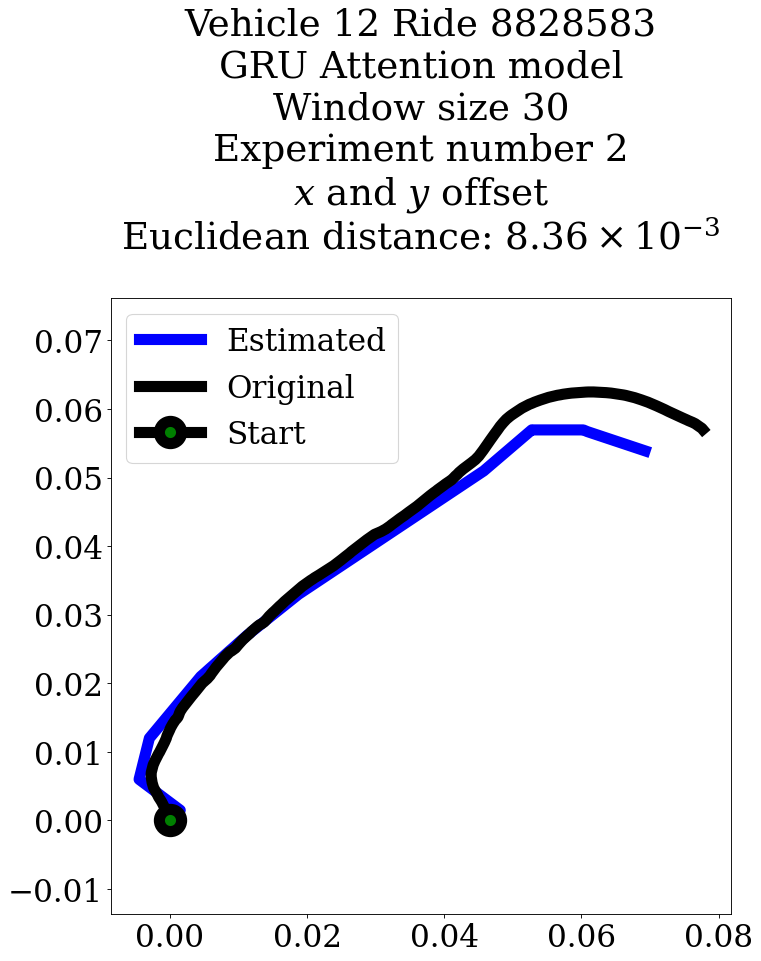 Vehicle 12 Ride 8828583
GRU Attention model
Window size 30
Experiment number 2
x and y offset
Euclidean distance: 8.36 × 10⁻³
Estimated
Original
Start
0.07
0.06
0.05
0.04
0.03
0.02
0.01
0.00
−0.01
0.00 0.02 0.04 0.06 0.08